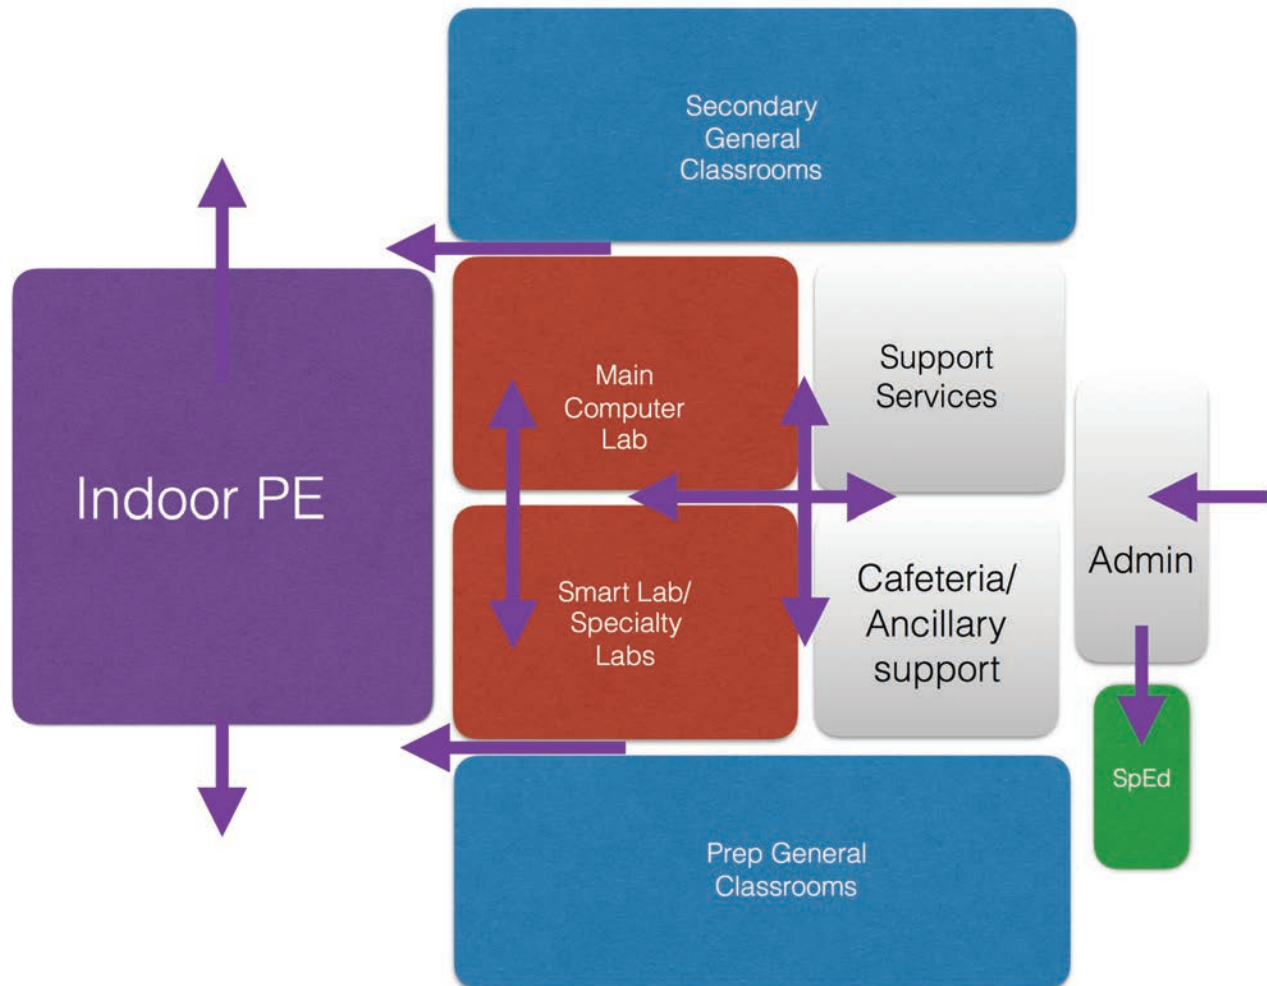 Secondary
General
Classrooms
Indoor PE
Main
Computer
Lab
Support
Services
Smart Lab/
Specialty
Labs
Cafeteria/
Ancillary
support
Admin
SpEd
Prep General
Classrooms